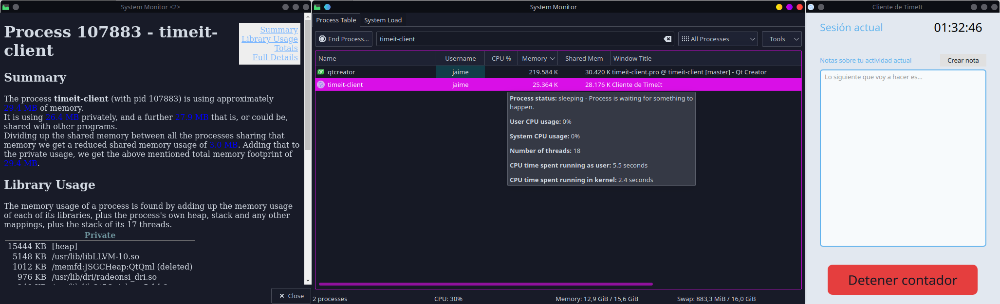 System Monitor <2>
Process 107883 - timeit-
client
Summary
Library Usage
Totals
Full Details
Summary
The process timeit-client (with pid 107883) is using approximately
29.4 MB of memory.
It is using 26.4 MB privately, and a further 27.9 MB that is, or could be,
shared with other programs.
Dividing up the shared memory between all the processes sharing that
memory we get a reduced shared memory usage of 3.0 MB. Adding that to
the private usage, we get the above mentioned total memory footprint of
29.4 MB.
Library Usage
The memory usage of a process is found by adding up the memory usage
of each of its libraries, plus the process's own heap, stack and any other
mappings, plus the stack of its 17 threads.
Private
15444 KB [heap]
5148 KB /usr/lib/libLLVM-10.so
1012 KB /memfd:JSGCHeap:QtQml (deleted)
976 KB /usr/lib/dri/radeonsi_dri.so
Close
System Monitor
Process Table System Load
End Process... timeit-client All Processes Tools
Name Username CPU % Memory Shared Mem Window Title
qtcreator jaime 219.584 K 30.420 K timeit-client.pro @ timeit-client [master] - Qt Creator
timeit-client jaime 25.364 K 28.176 K Cliente de TimeIt
Process status: sleeping - Process is waiting for something to
happen.
User CPU usage: 0%
System CPU usage: 0%
Number of threads: 18
CPU time spent running as user: 5.5 seconds
CPU time spent running in kernel: 2.4 seconds
2 processes CPU: 30% Memory: 12,9 GiB / 15,6 GiB Swap: 883,3 MiB / 16,0 GiB
Cliente de TimeIt
Sesión actual 01:32:46
Notas sobre tu actividad actual Crear nota
Lo siguiente que voy a hacer es...
Detener contador